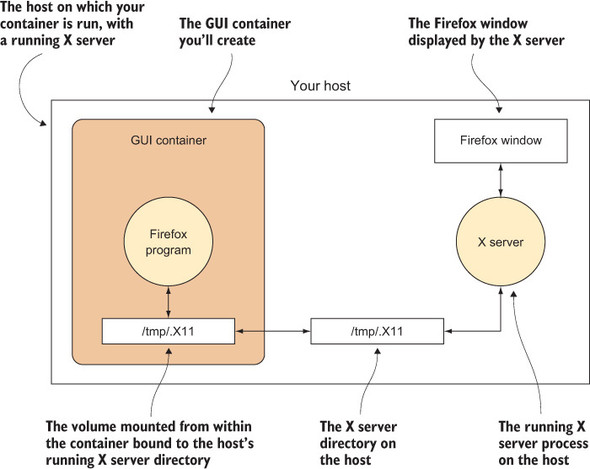 The host on which your
container is run, with
a running X server
The GUI container
you'll create
The Firefox window
displayed by the X server
Your host
GUI container
Firefox window
Firefox
program
X server
/tmp/.X11
/tmp/.X11
The volume mounted from within
the container bound to the host's
running X server directory
The X server
directory on
the host
The running X
server process
on the host